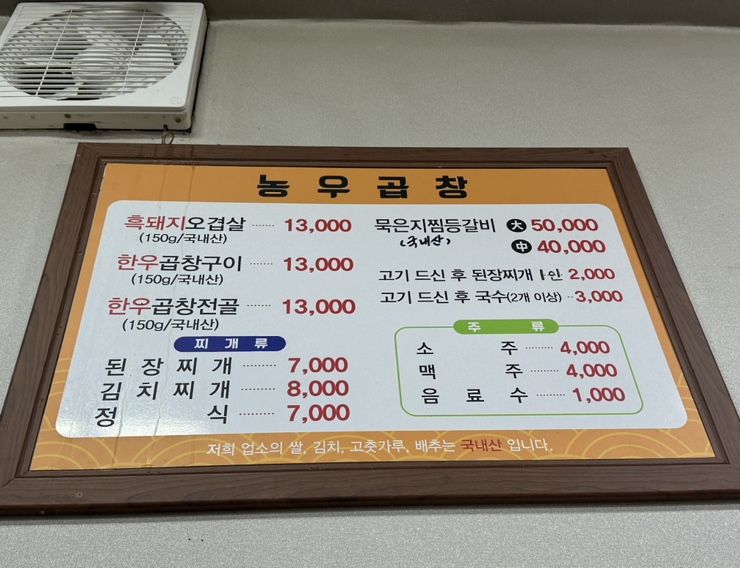 농우곱창
흑돼지오겹살 ······ 13,000
(150g/국내산)
한우곱창구이 ······ 13,000
(150g/국내산)
한우곱창전골 ······ 13,000
(150g/국내산)
찌개류
된장찌개 ········ 7,000
김치찌개 ········ 8,000
정식 ········ 7,000
묵은지찜등갈비 大 50,000
(국내산)
中 40,000
고기 드신 후 된장찌개 1인 2,000
고기 드신 후 국수(2개 이상) ·· 3,000
주류
소주 ········ 4,000
맥주 ········ 4,000
음료수 ········ 1,000
저희 업소의 쌀, 김치, 고춧가루, 배추는 국내산 입니다.